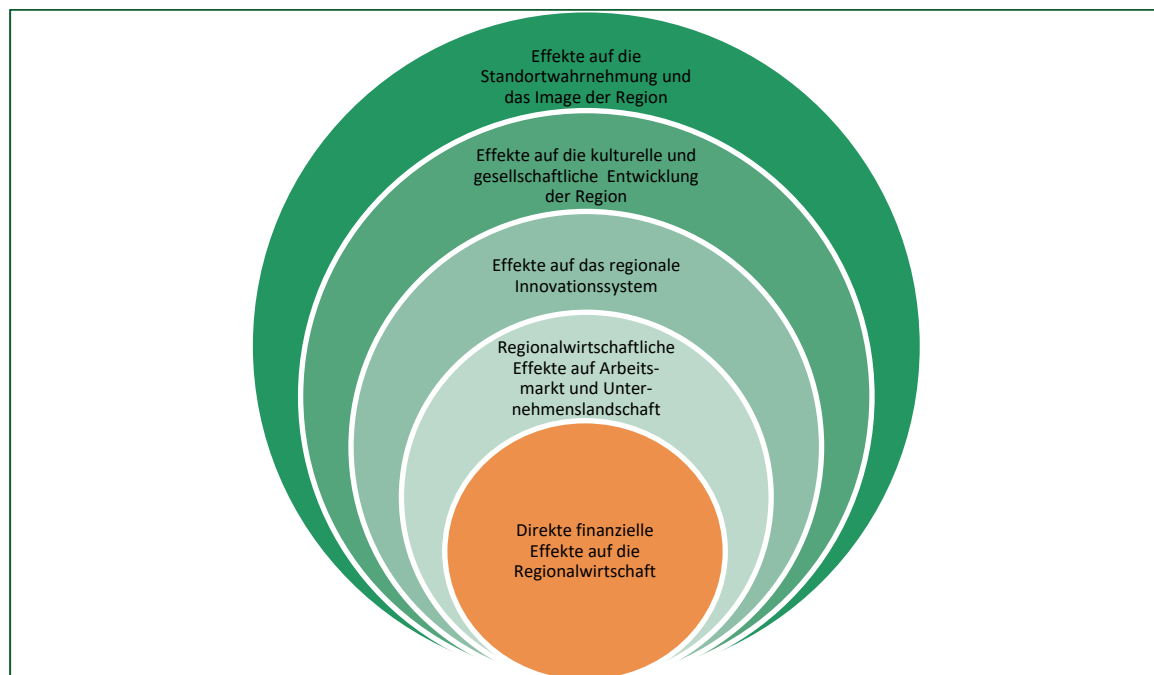 Effekte auf die
Standortwahrnehmung und
das Image der Region
Effekte auf die kulturelle und
gesellschaftliche Entwicklung
der Region
Effekte auf das regionale
Innovationssystem
Regionalwirtschaftliche
Effekte auf Arbeits-
markt und Unter-
nehmenslandschaft
Direkte finanzielle
Effekte auf die
Regionalwirtschaft